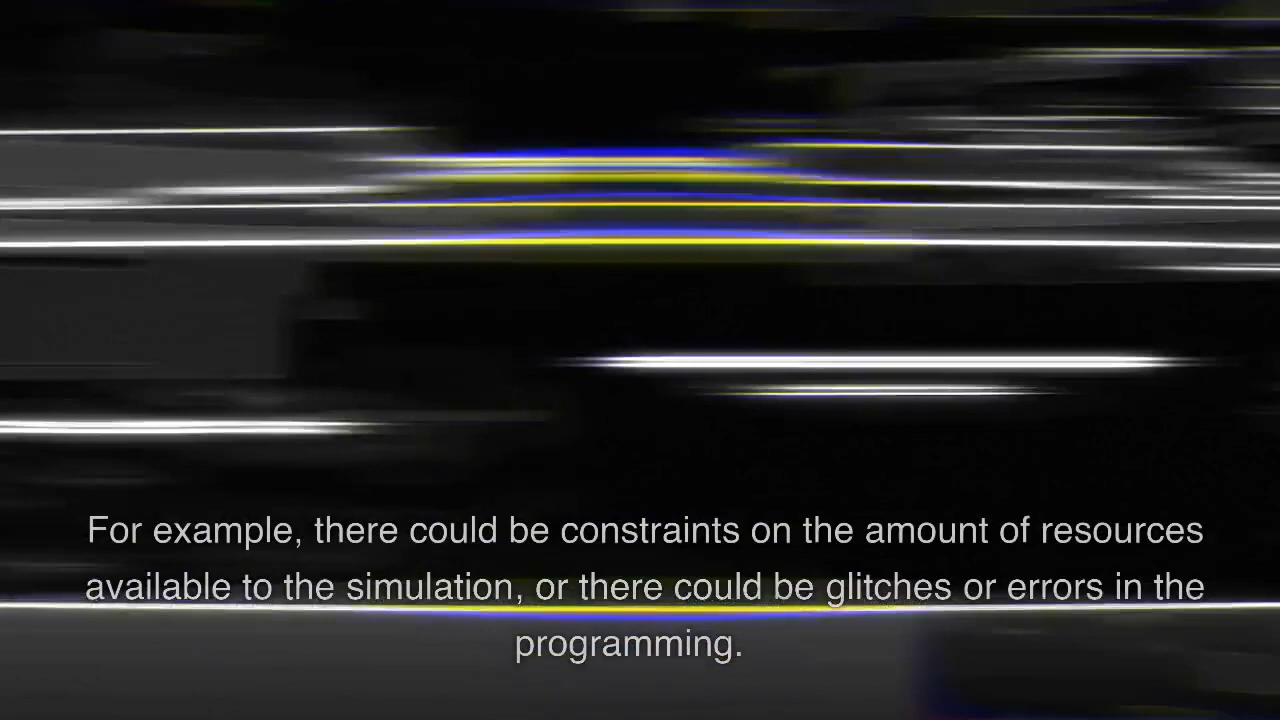 For example, there could be constraints on the amount of resources
available to the simulation, or there could be glitches or errors in the
programming.